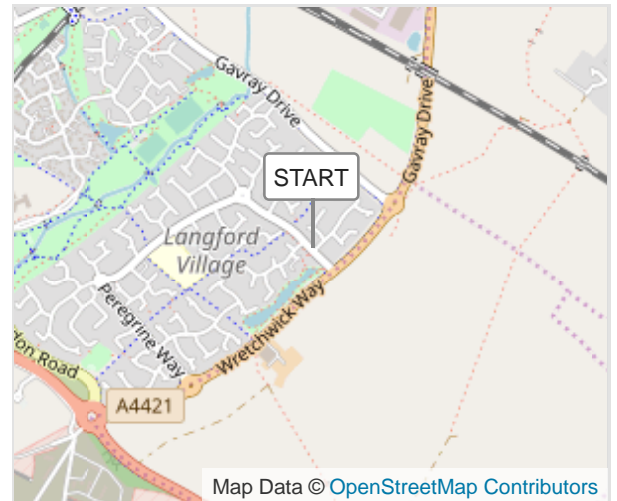 Gavray Drive
Gavray Drive
START
Langford
Village
Peregrine Way
Wretchwick Way
don Road
A4421
Map Data © OpenStreetMap Contributors